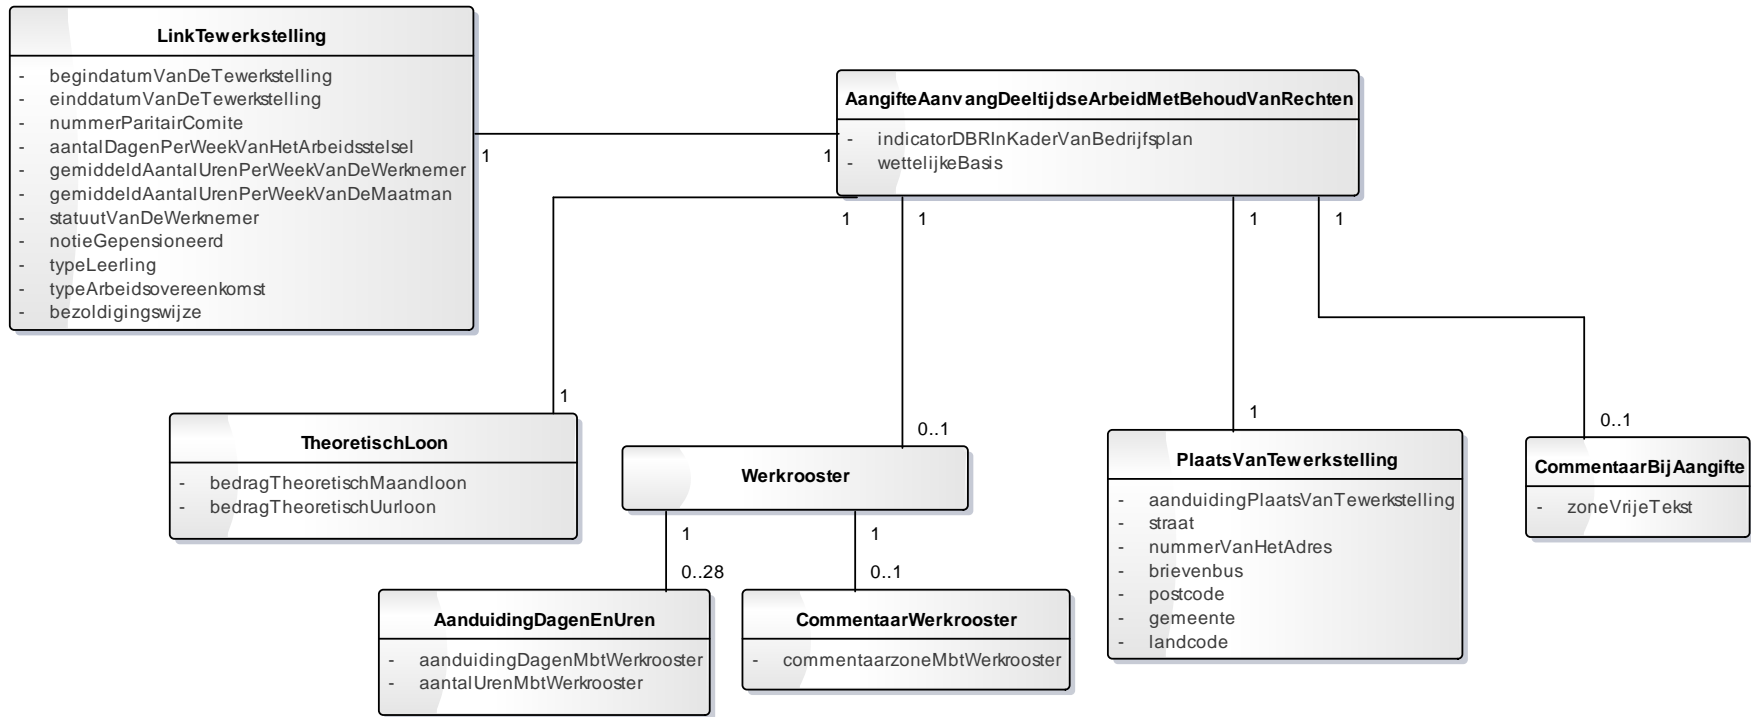 LinkTewerkstelling
- begindatumVanDeTewerkstelling
- einddatumVanDeTewerkstelling
- nummerParitairComite
- aantalDagenPerWeekVanHetArbeidsstelsel
- gemiddeldAantalUrenPerWeekVanDeWerknemer
- gemiddeldAantalUrenPerWeekVanDeMaatman
- statuutVanDeWerknemer
- notieGepensioneerd
- typeLeerling
- typeArbeidsovereenkomst
- bezoldigingswijze
AangifteAanvangDeeltijdseArbeidMetBehoudVanRechten
- indicatorDBRInKaderVanBedrijfsplan
- wettelijkeBasis
1
1
1
1
1
1
1
0..1
1
0..1
TheoretischLoon
- bedragTheoretischMaandloon
- bedragTheoretischUurloon
Werkrooster
1
1
0..28
0..1
PlaatsVanTewerkstelling
- aanduidingPlaatsVanTewerkstelling
- straat
- nummerVanHetAdres
- brievenbus
- postcode
- gemeente
- landcode
CommentaarBijAangifte
- zoneVrijeTekst
AanduidingDagenEnUren
- aanduidingDagenMbtWerkrooster
- aantalUrenMbtWerkrooster
CommentaarWerkrooster
- commentaarzoneMbtWerkrooster